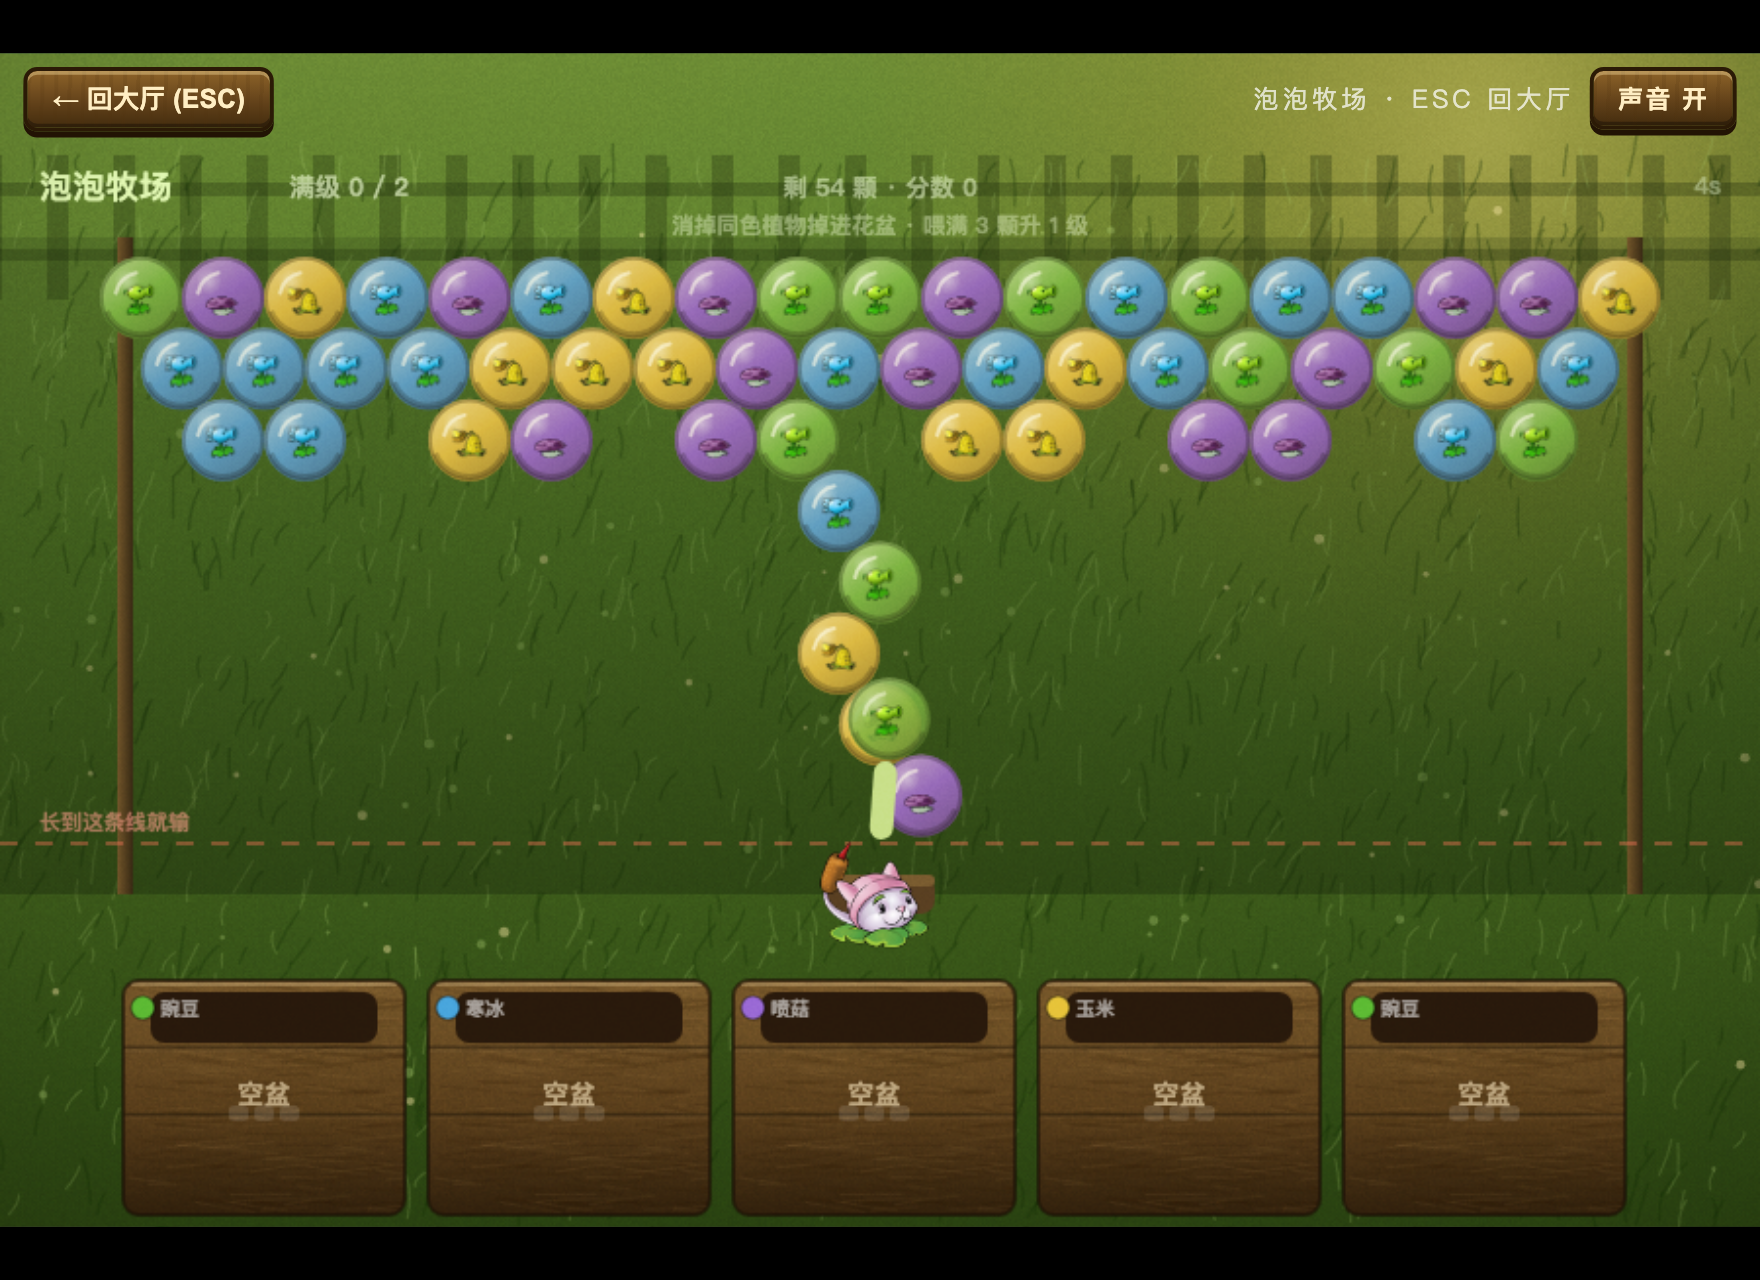 ← 回大厅 (ESC)
泡泡牧场 · ESC 回大厅
声音 开
泡泡牧场
满级 0 / 2
剩 54 颗 · 分数 0
4s
消掉同色植物掉进花盆 · 喂满 3 颗升 1 级
长到这条线就输
豌豆
寒冰
喷菇
玉米
豌豆
空盆
空盆
空盆
空盆
空盆